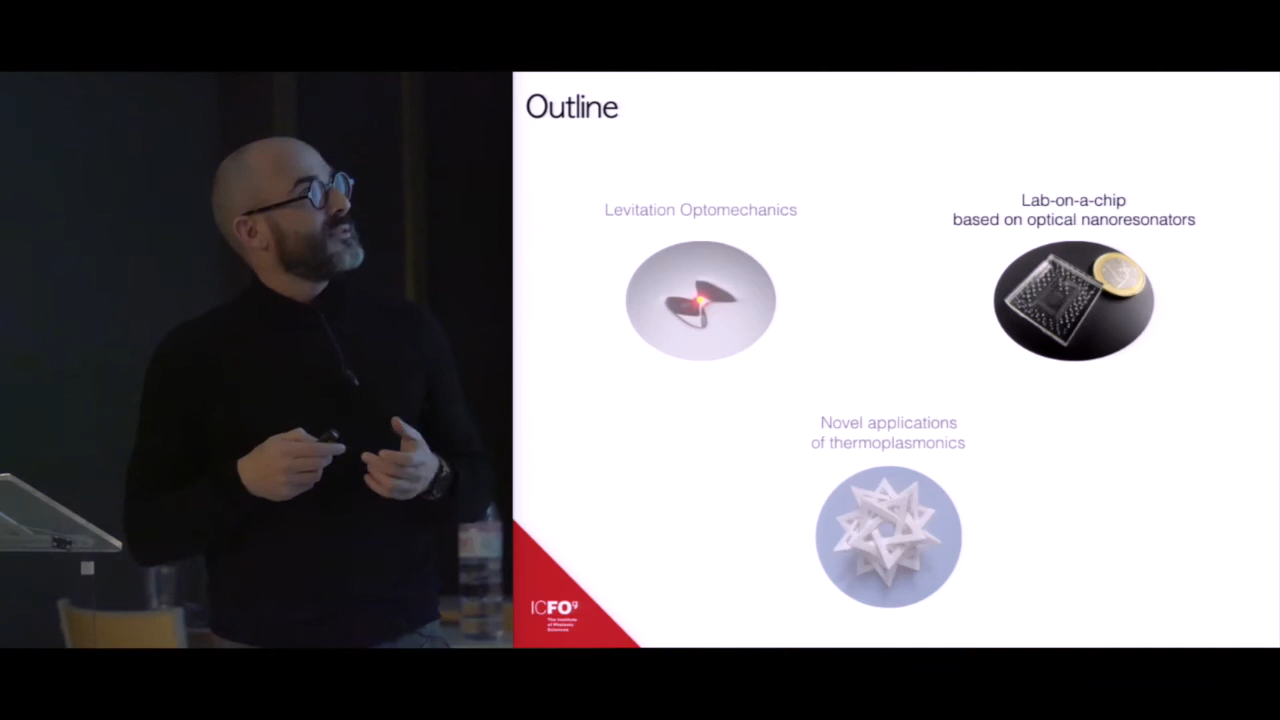 Outline
Levitation Optomechanics
Lab-on-a-chip
based on optical nanoresonators
Novel applications
of thermoplasmonics
ICFO9
The Institute
of Photonic
Sciences